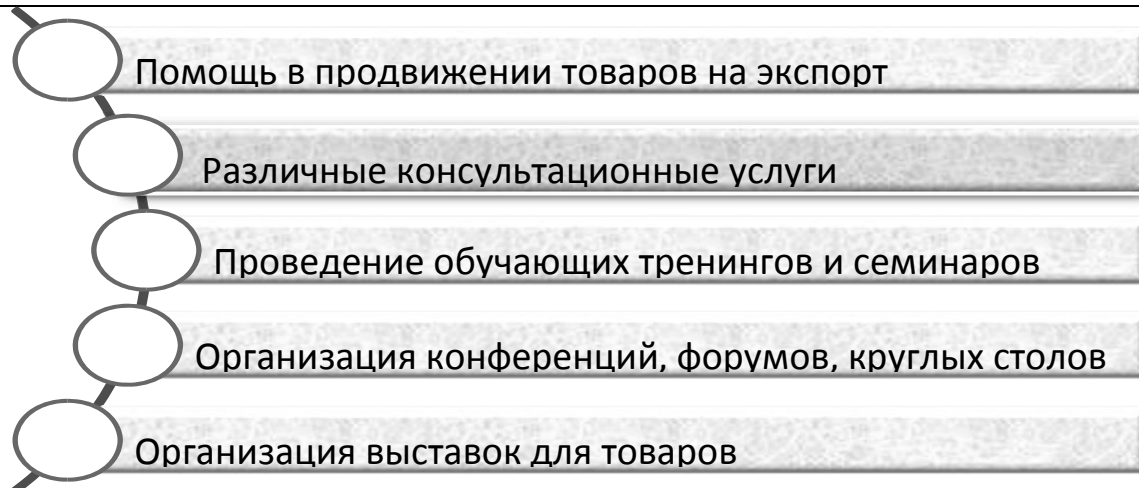 Помощь в продвижении товаров на экспорт
Различные консультационные услуги
Проведение обучающих тренингов и семинаров
Организация конференций, форумов, круглых столов
Организация выставок для товаров